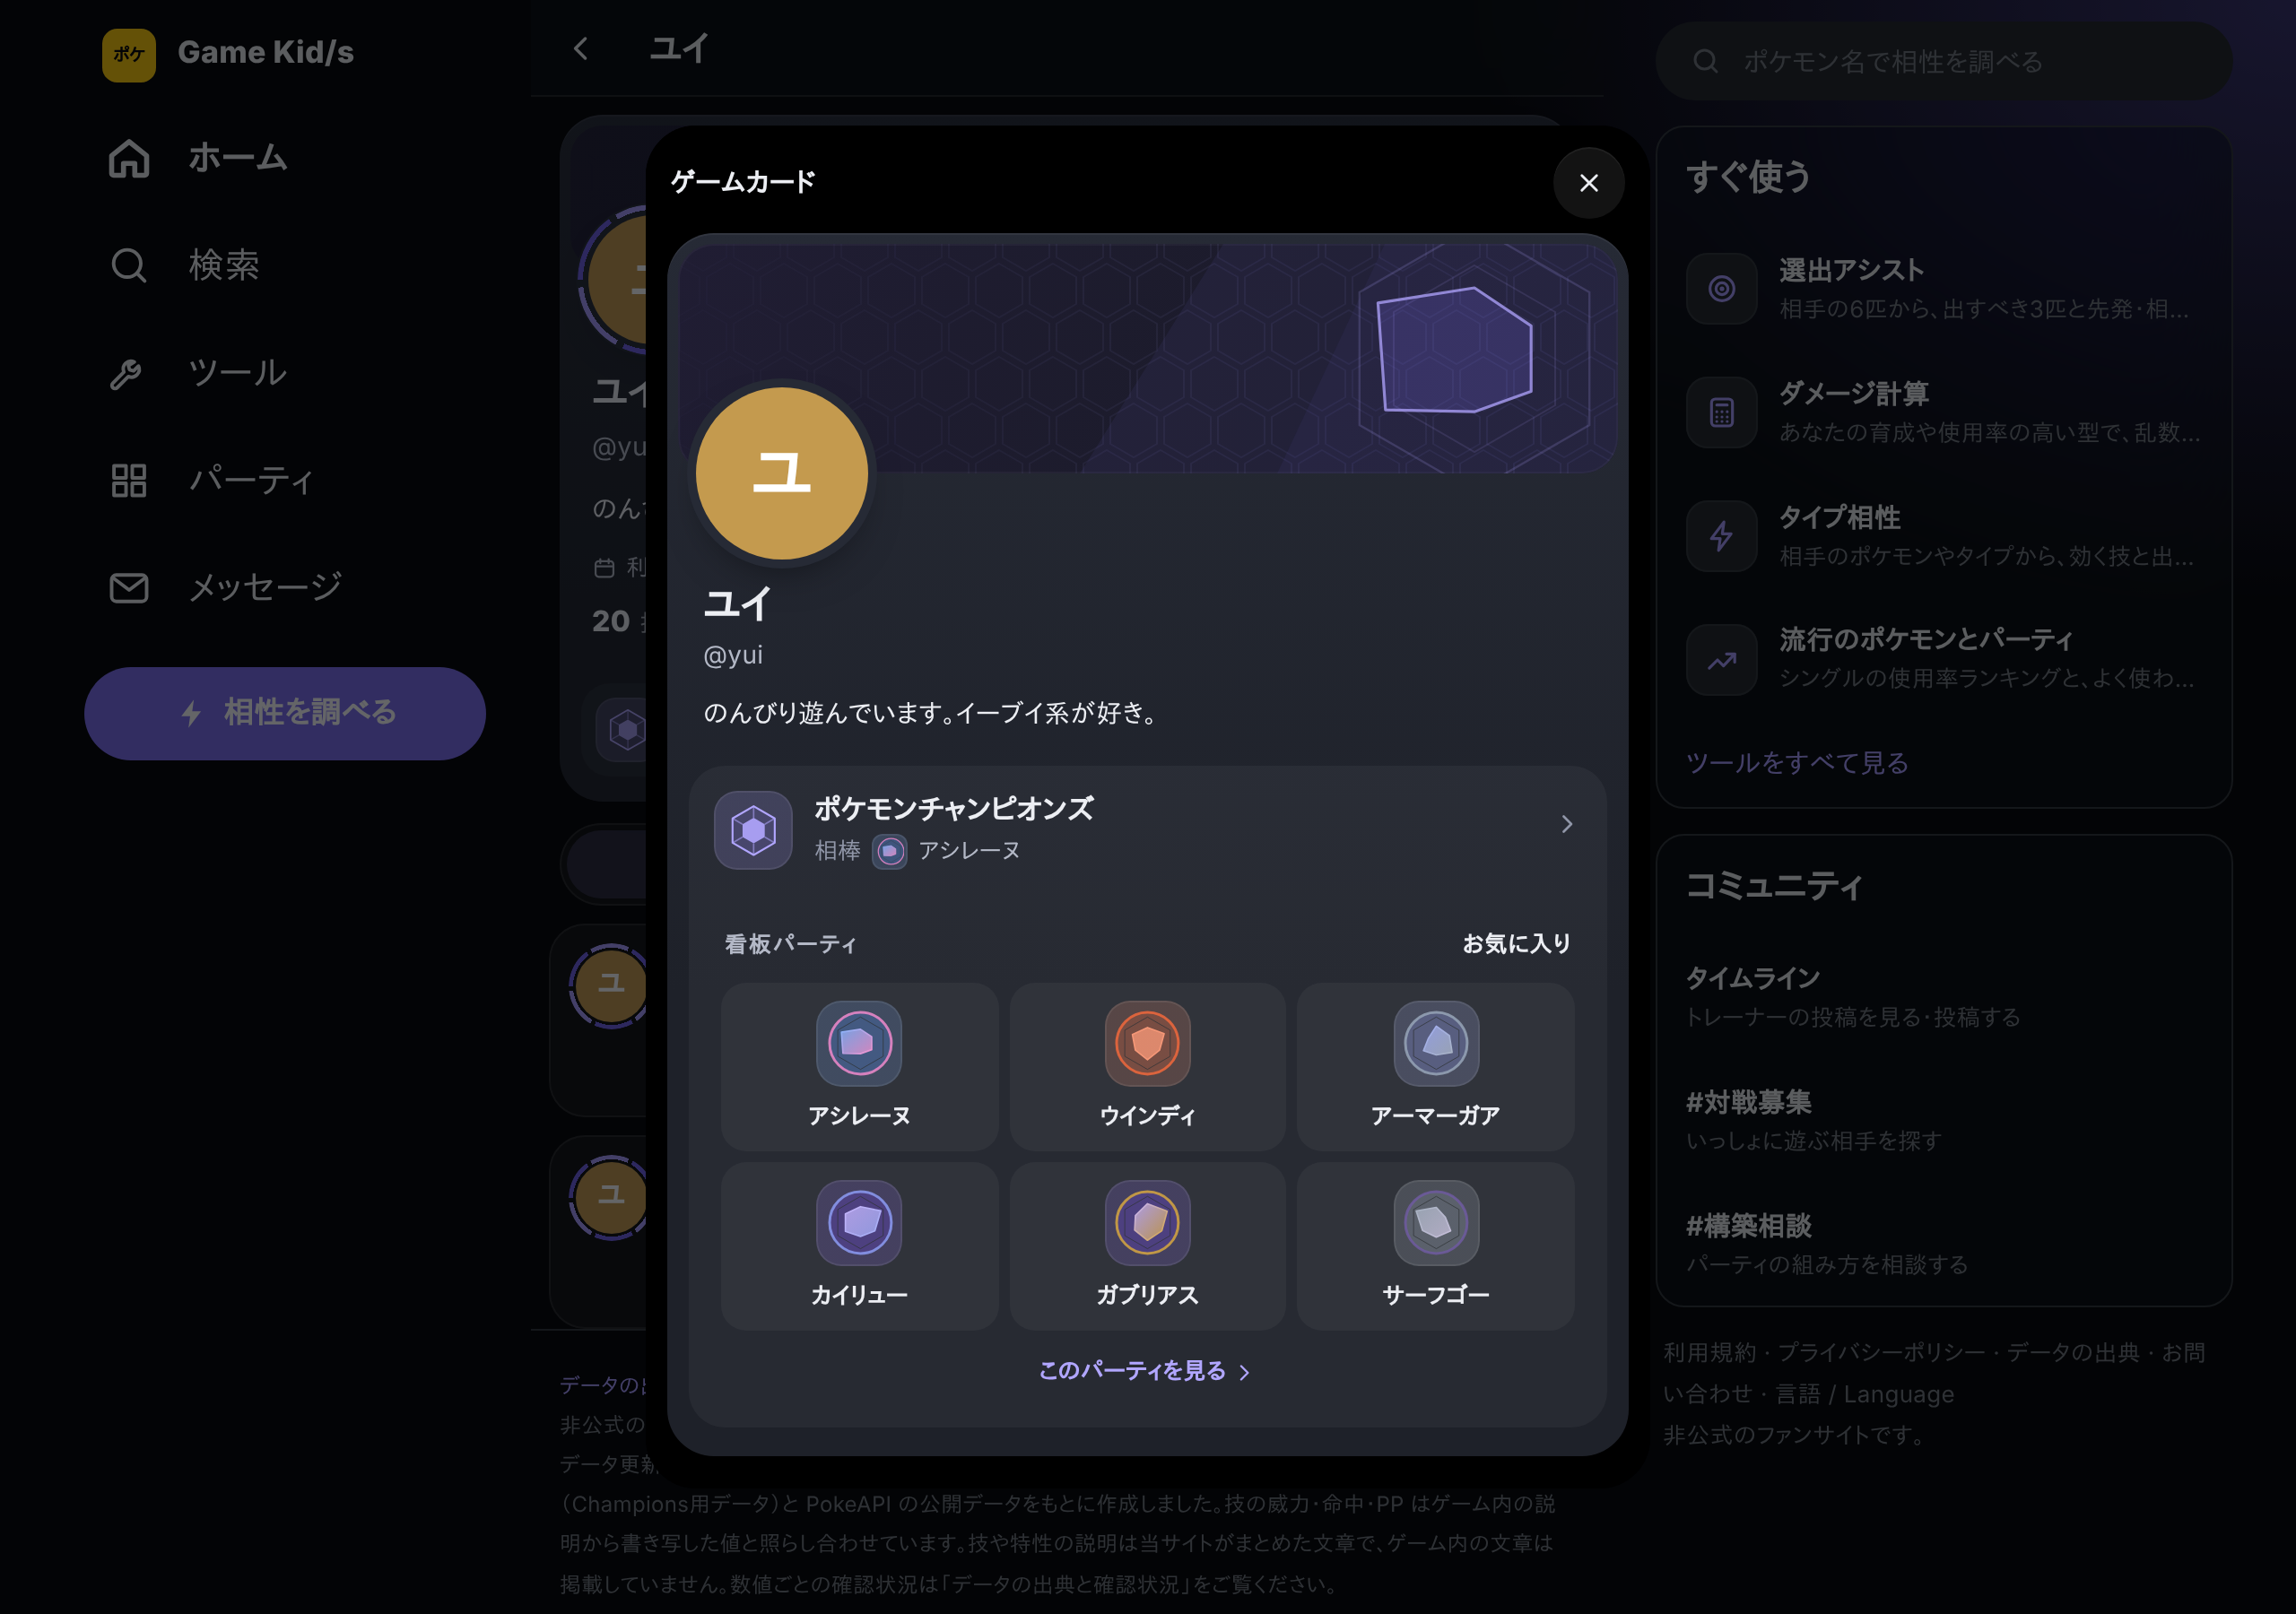 ポケ
Game Kid/s
ホーム
検索
ツール
パーティ
メッセージ
相性を調べる
ユイ
ユイ
@yu
のん
利
20
ユ
ユ
データの
非公式の
データ更新
（Champions用データ）と PokeAPI の公開データをもとに作成しました。技の威力・命中・PP はゲーム内の説
明から書き写した値と照らし合わせています。技や特性の説明は当サイトがまとめた文章で、ゲーム内の文章は
掲載していません。数値ごとの確認状況は「データの出典と確認状況」をご覧ください。
ゲームカード
ユ
ユイ
@yui
のんびり遊んでいます。イーブイ系が好き。
ポケモンチャンピオンズ
相棒 アシレーヌ
看板パーティ
お気に入り
アシレーヌ
ウインディ
アーマーガア
カイリュー
ガブリアス
サーフゴー
このパーティを見る
ポケモン名で相性を調べる
すぐ使う
選出アシスト
相手の6匹から、出すべき3匹と先発・相...
ダメージ計算
あなたの育成や使用率の高い型で、乱数...
タイプ相性
相手のポケモンやタイプから、効く技と出...
流行のポケモンとパーティ
シングルの使用率ランキングと、よく使わ...
ツールをすべて見る
コミュニティ
タイムライン
トレーナーの投稿を見る・投稿する
#対戦募集
いっしょに遊ぶ相手を探す
#構築相談
パーティの組み方を相談する
利用規約 · プライバシーポリシー · データの出典 · お問
い合わせ · 言語 / Language
非公式のファンサイトです。